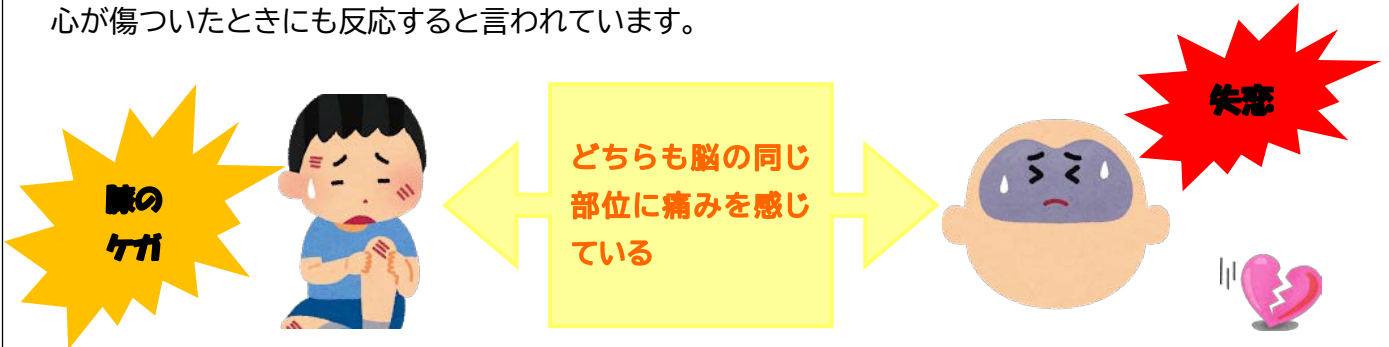 心が傷ついたときにも反応すると言われています。
失恋
どちらも脳の同じ
部位に痛みを感じ
ている
膝の
ケガ